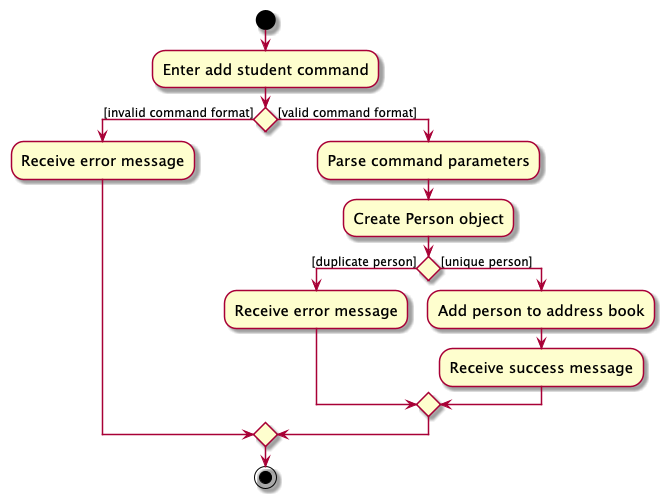 Enter add student command
[invalid command format]
[valid command format]
Receive error message
Parse command parameters
Create Person object
[duplicate person]
[unique person]
Receive error message
Add person to address book
Receive success message